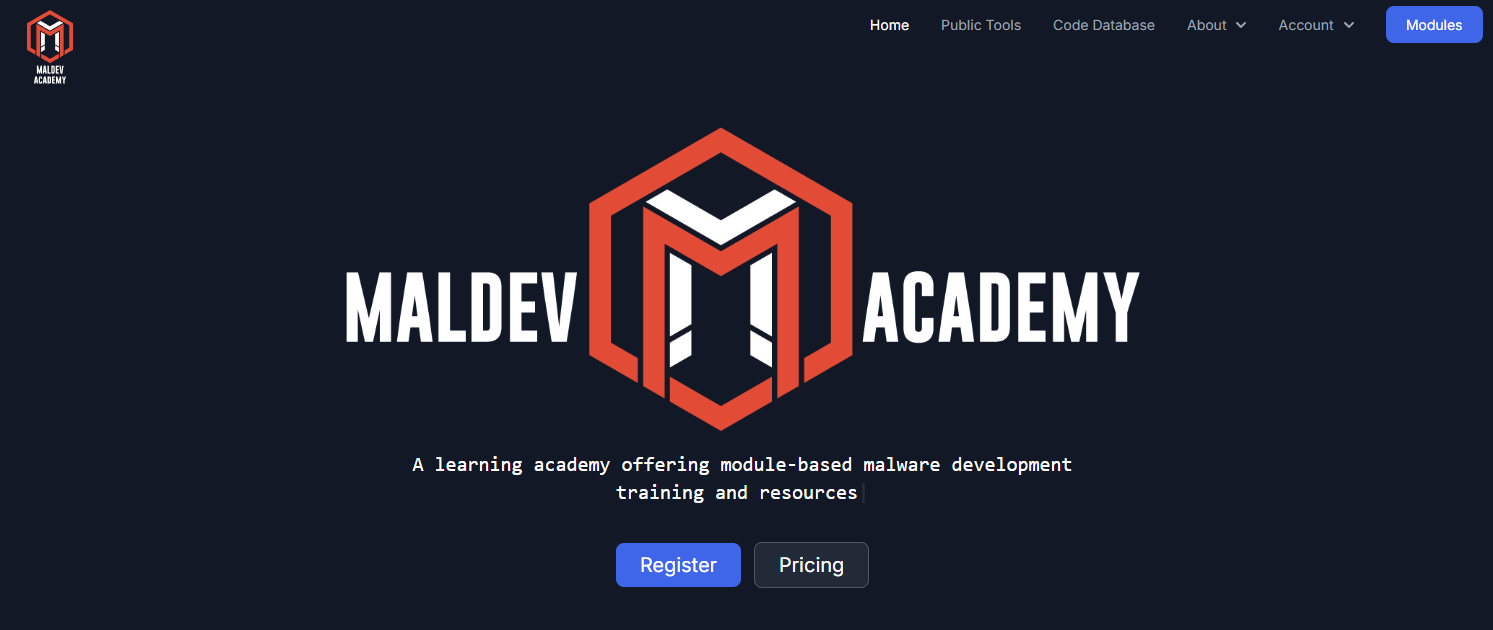 MALDEV
ACADEMY
Home Public Tools Code Database About Account Modules
MALDEV ACADEMY
A learning academy offering module-based malware development
training and resources
Register Pricing